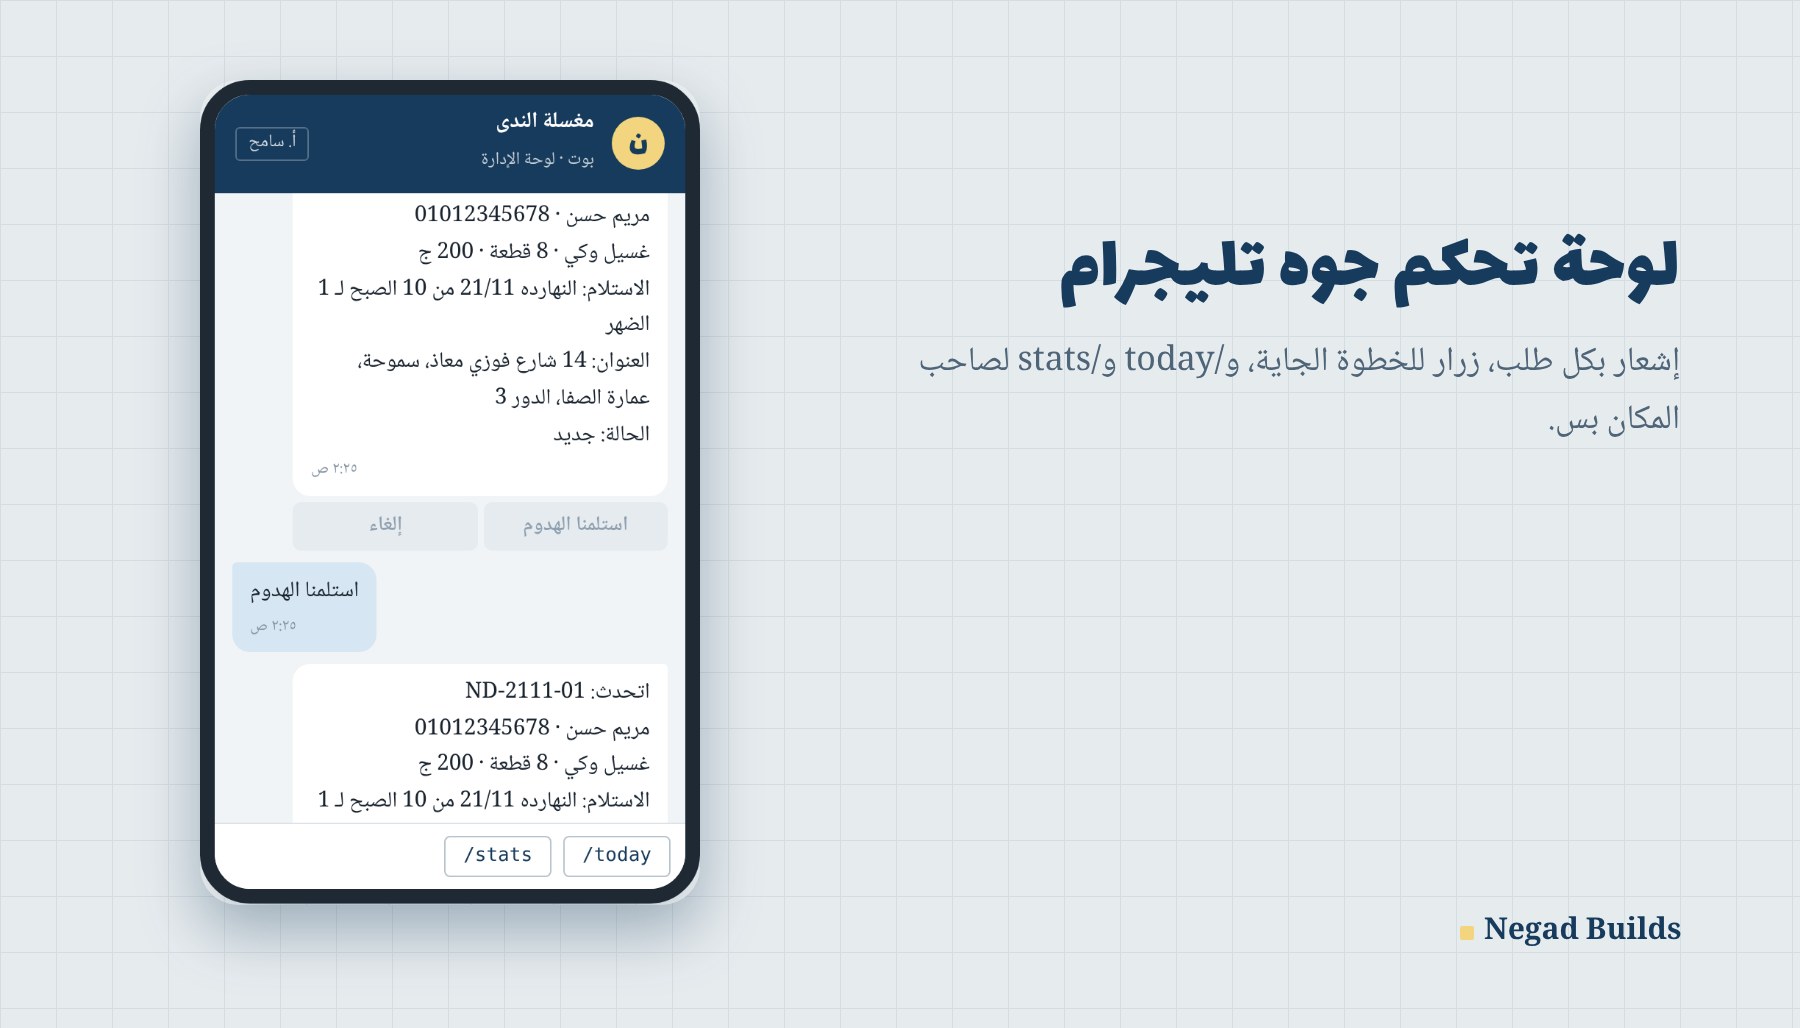 لوحة تحكم جوه تليجرام
إشعار بكل طلب، زرار للخطوة الجاية، و/today و/stats لصاحب
المكان بس.
ن
مغسلة الندى
بوت · لوحة الإدارة
أ. سامح
مريم حسن · 01012345678
غسيل وكي · 8 قطعة · 200 ج
الاستلام: النهارده 21/11 من 10 الصبح لـ 1
الضهر
العنوان: 14 شارع فوزي معاذ، سموحة،
عمارة الصفا، الدور 3
الحالة: جديد
٢:٢٥ ص
استلمنا الهدوم
إلغاء
استلمنا الهدوم
٢:٢٥ ص
اتحدث: ND-2111-01
مريم حسن · 01012345678
غسيل وكي · 8 قطعة · 200 ج
الاستلام: النهارده 21/11 من 10 الصبح لـ 1
/today
/stats
Negad Builds